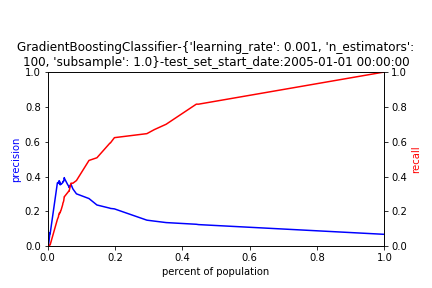 GradientBoostingClassifier-{'learning_rate': 0.001, 'n_estimators':
100, 'subsample': 1.0}-test_set_start_date:2005-01-01 00:00:00
1.0
0.8
0.6
0.4
0.2
0.0
precision
1.0
0.8
0.6
0.4
0.2
0.0
recall
0.0 0.2 0.4 0.6 0.8 1.0
percent of population